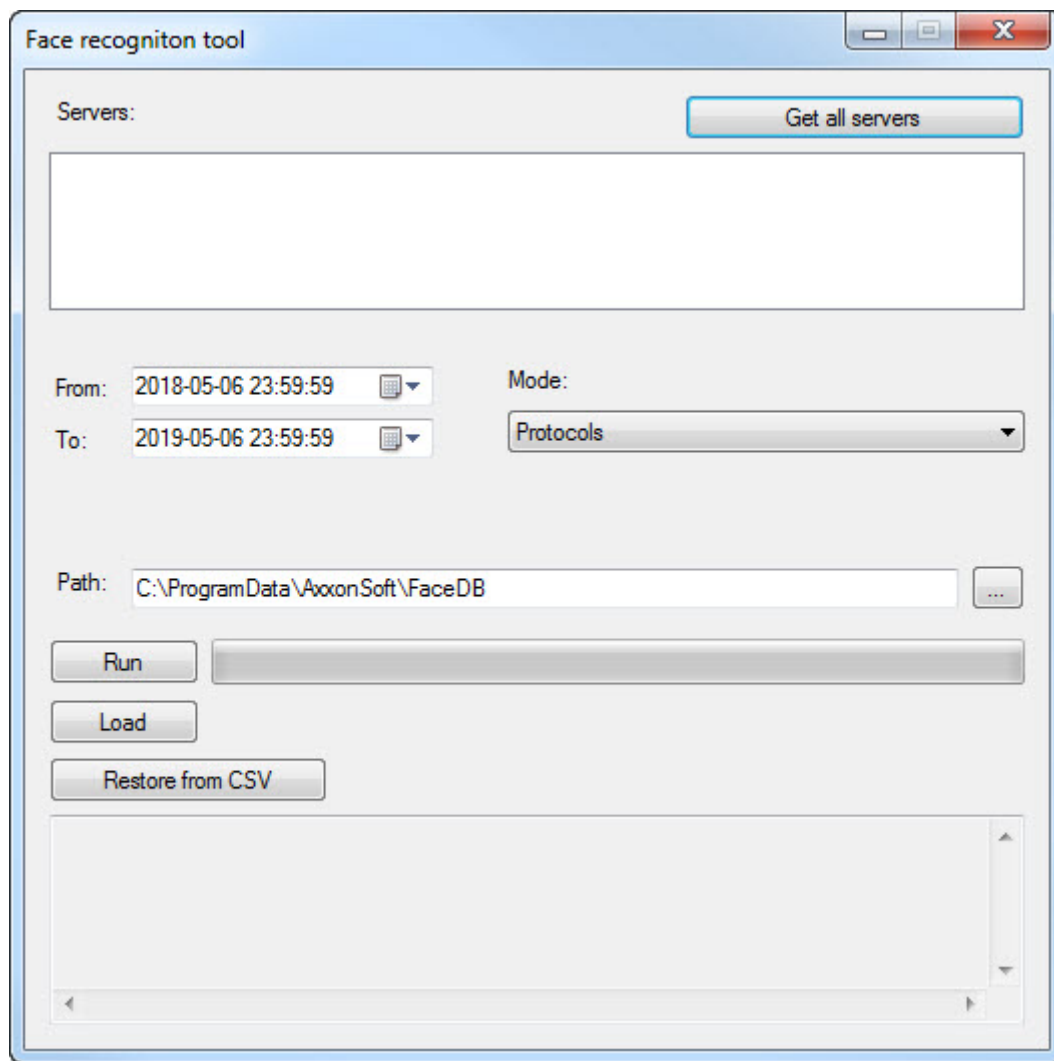 Face recogniton tool
Servers:
Get all servers
From:
2018-05-06 23:59:59
Mode:
To:
2019-05-06 23:59:59
Protocols
Path:
C:\ProgramData\AxxonSoft\FaceDB
...
Run
Load
Restore from CSV